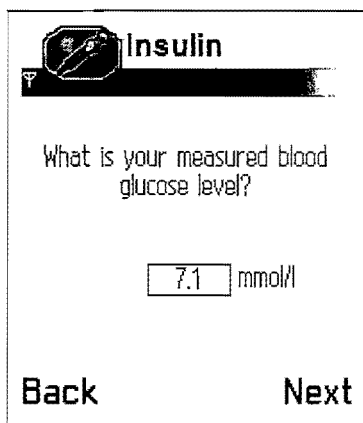 Insulin
What is your measured blood
glucose level?
7.1 mmol/l
Back Next